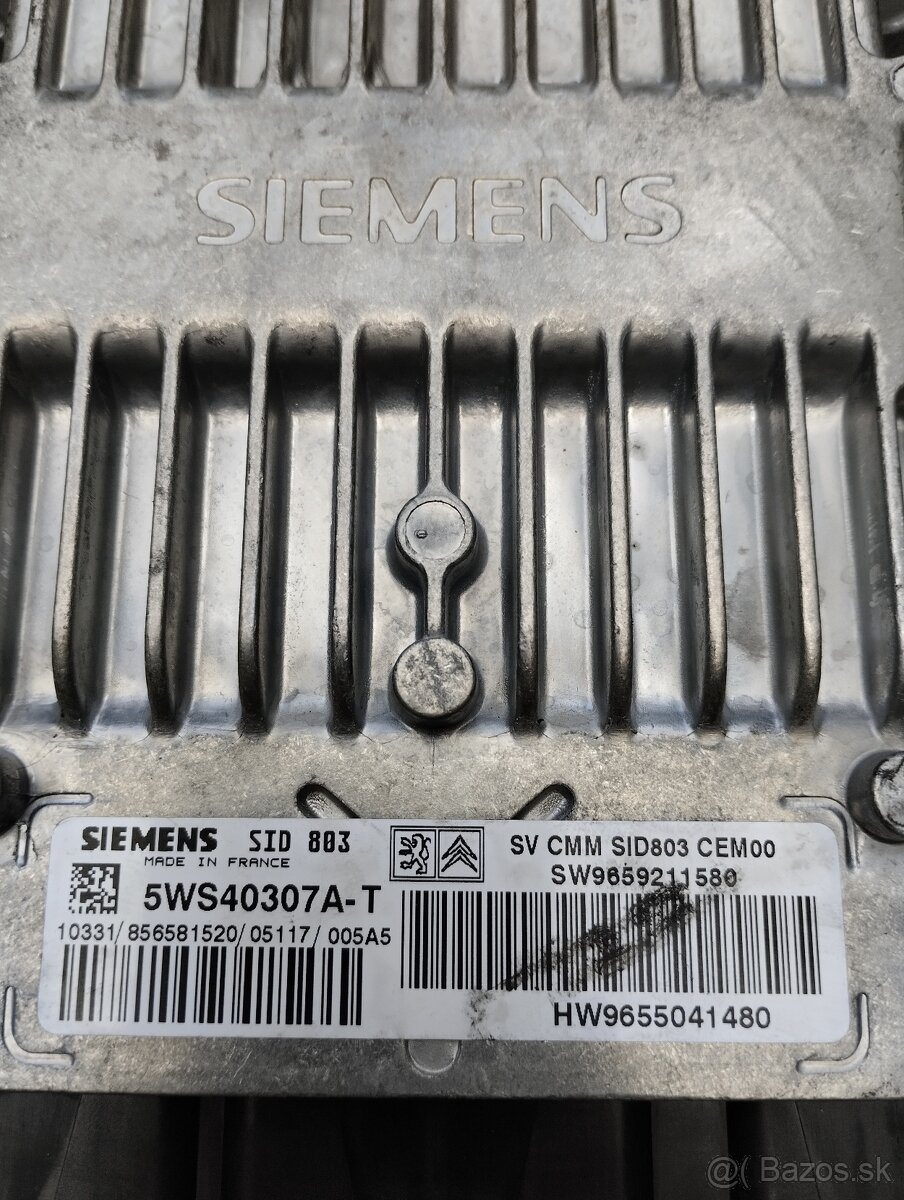 SIEMENS
SIEMENS SID 803
MADE IN FRANCE
5WS40307A-T
10331/856581520/05117/005A5
SV CMM SID803 CEM00
SW9659211580
HW9655041480
@( Bazos.sk